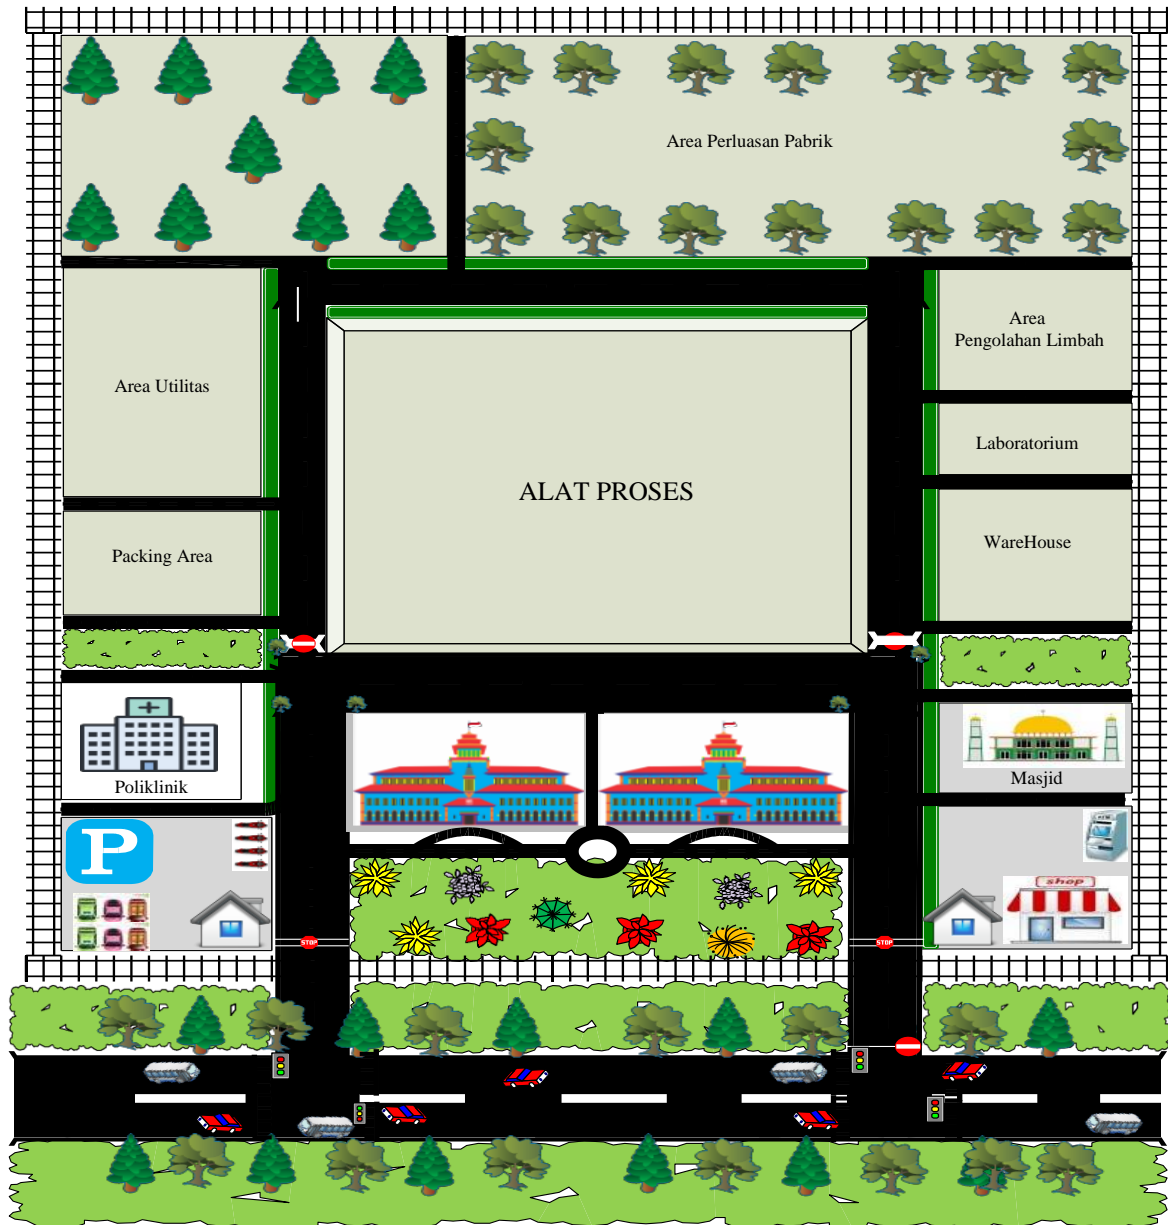 Area Perluasan Pabrik
Area
Pengolahan Limbah
Area Utilitas
Laboratorium
ALAT PROSES
WareHouse
Packing Area
Poliklinik
Masjid
P
shop
STOP
STOP